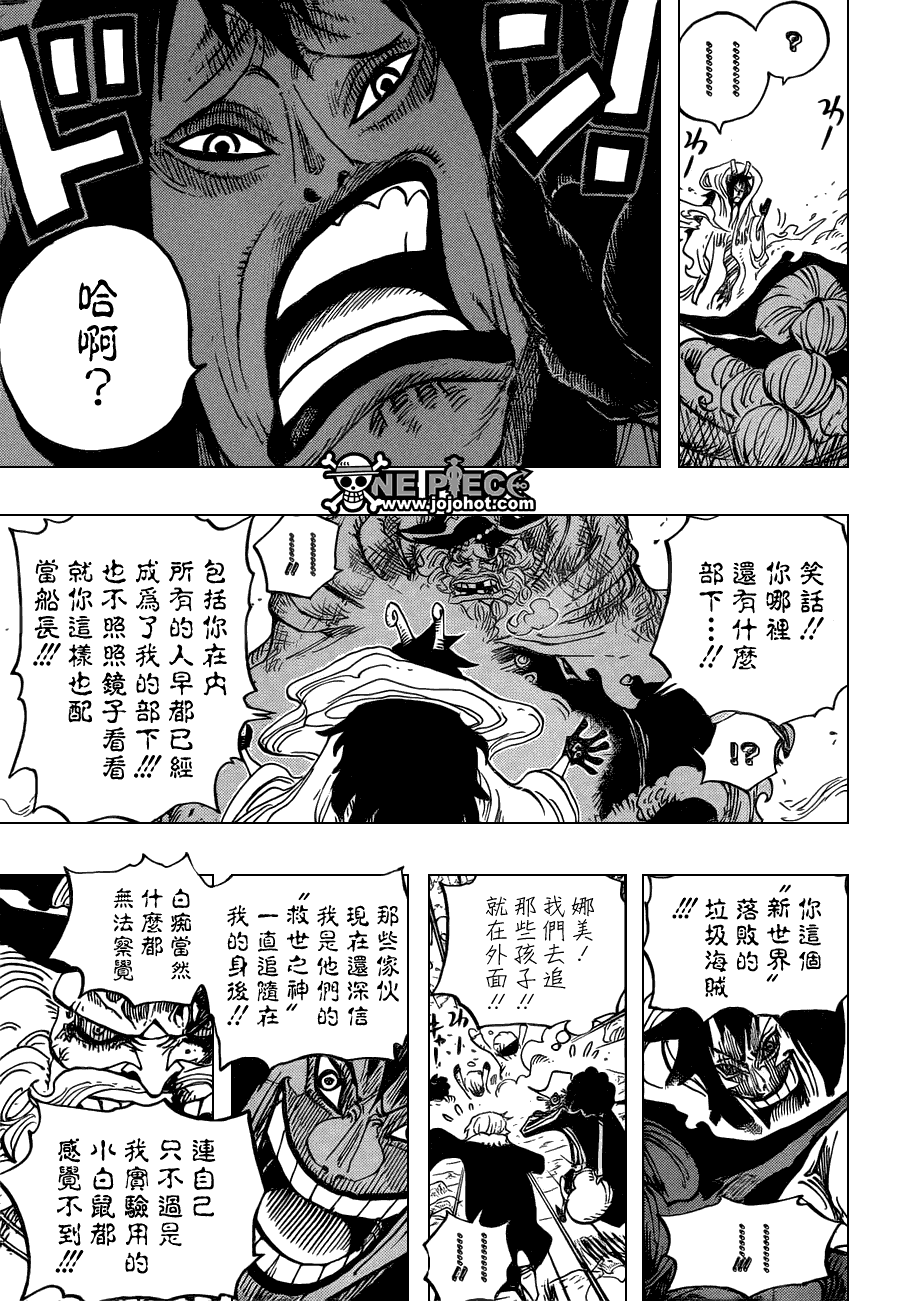 ?
………
ドーン!
哈啊?
ONE PIECE
www.jojohot.com
笑話!!
你哪裡
還有什麼
部下……!!
!?
………!!
包括你在內
所有的人早都已經
成爲了我的部下!!!
也不照照鏡子看看
就你這樣也配
當船長!!!
你這個
"新世界"
落敗的
垃圾海賊
!!!
………!
娜美!
我們去追
那些孩子!!
就在外面!!
………!!
那些傢伙
現在還深信
我是他們的
"救世之神"
一直追隨在
我的身後!!
白痴當然
什麼都
無法察覺
連自己
只不過是
我實驗用的
小白鼠都
感覺不到!!!